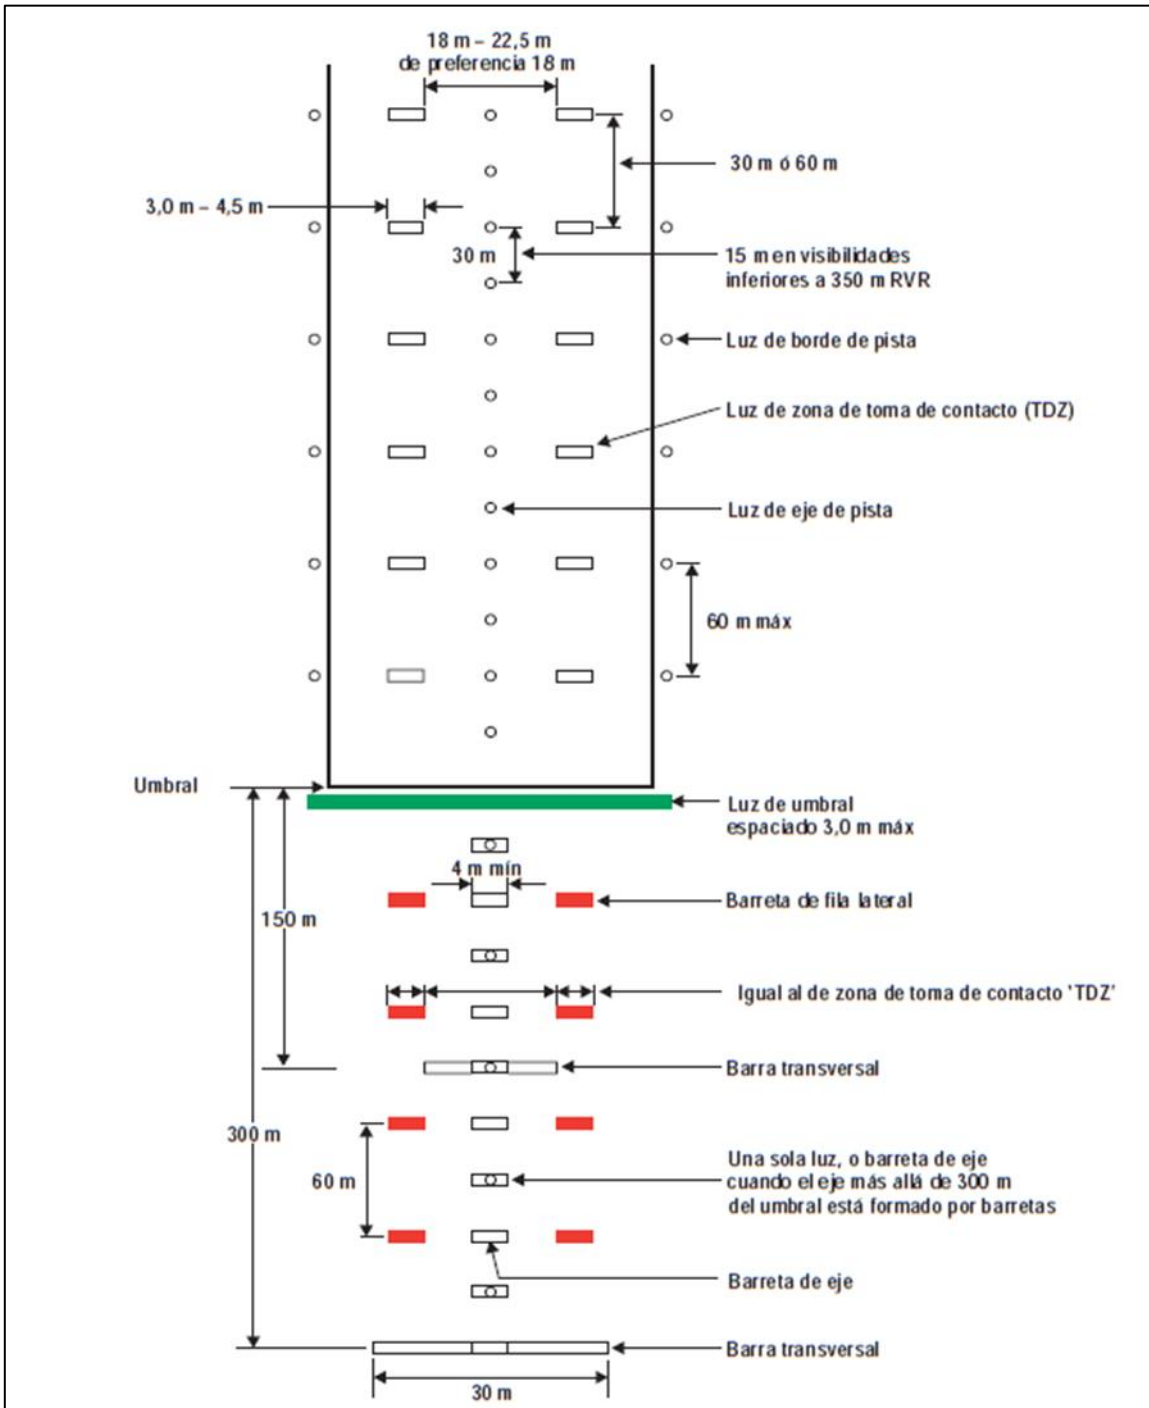 18 m – 22,5 m
de preferencia 18 m
30 m ó 60 m
3,0 m – 4,5 m
30 m
15 m en visibilidades
inferiores a 350 m RVR
Luz de borde de pista
Luz de zona de toma de contacto (TDZ)
Luz de eje de pista
60 m máx
Umbral
Luz de umbral
espaciado 3,0 m máx
4 m mín
Barreta de fila lateral
150 m
Igual al de zona de toma de contacto 'TDZ'
Barra transversal
300 m
60 m
Una sola luz, o barreta de eje
cuando el eje más allá de 300 m
del umbral está formado por barretas
Barreta de eje
Barra transversal
30 m